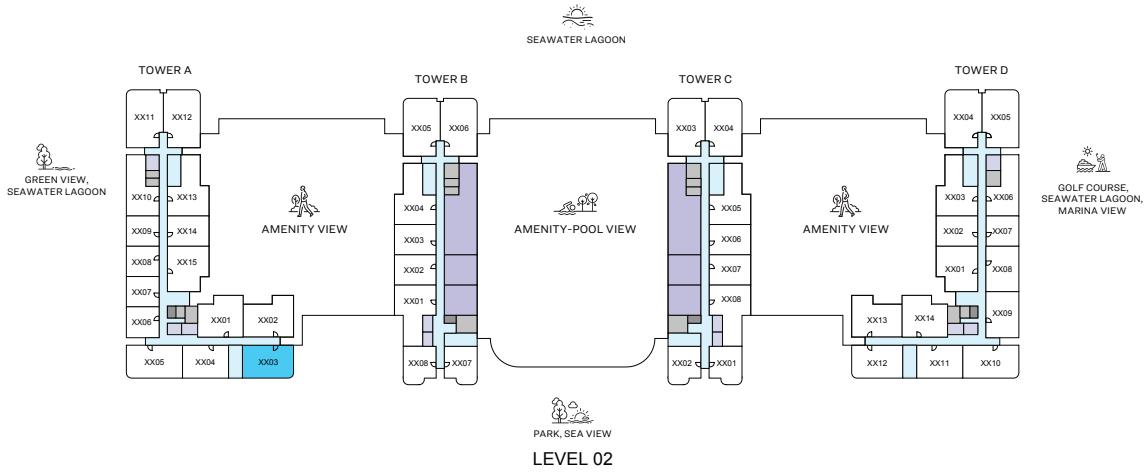 SEAWATER LAGOON
TOWER A
TOWER B
TOWER C
TOWER D
XX11
XX12
XX05
XX06
XX03
XX04
XX04
XX05
GREEN VIEW,
SEAWATER LAGOON
GOLF COURSE,
SEAWATER LAGOON,
MARINA VIEW
XX10
XX13
XX04
XX05
XX03
XX06
AMENITY VIEW
AMENITY-POOL VIEW
AMENITY VIEW
XX09
XX14
XX03
XX06
XX02
XX07
XX08
XX15
XX02
XX07
XX01
XX08
XX07
XX01
XX08
XX06
XX01
XX02
XX13
XX14
XX09
XX05
XX04
XX03
XX08
XX07
XX02
XX01
XX12
XX11
XX10
PARK, SEA VIEW
LEVEL 02